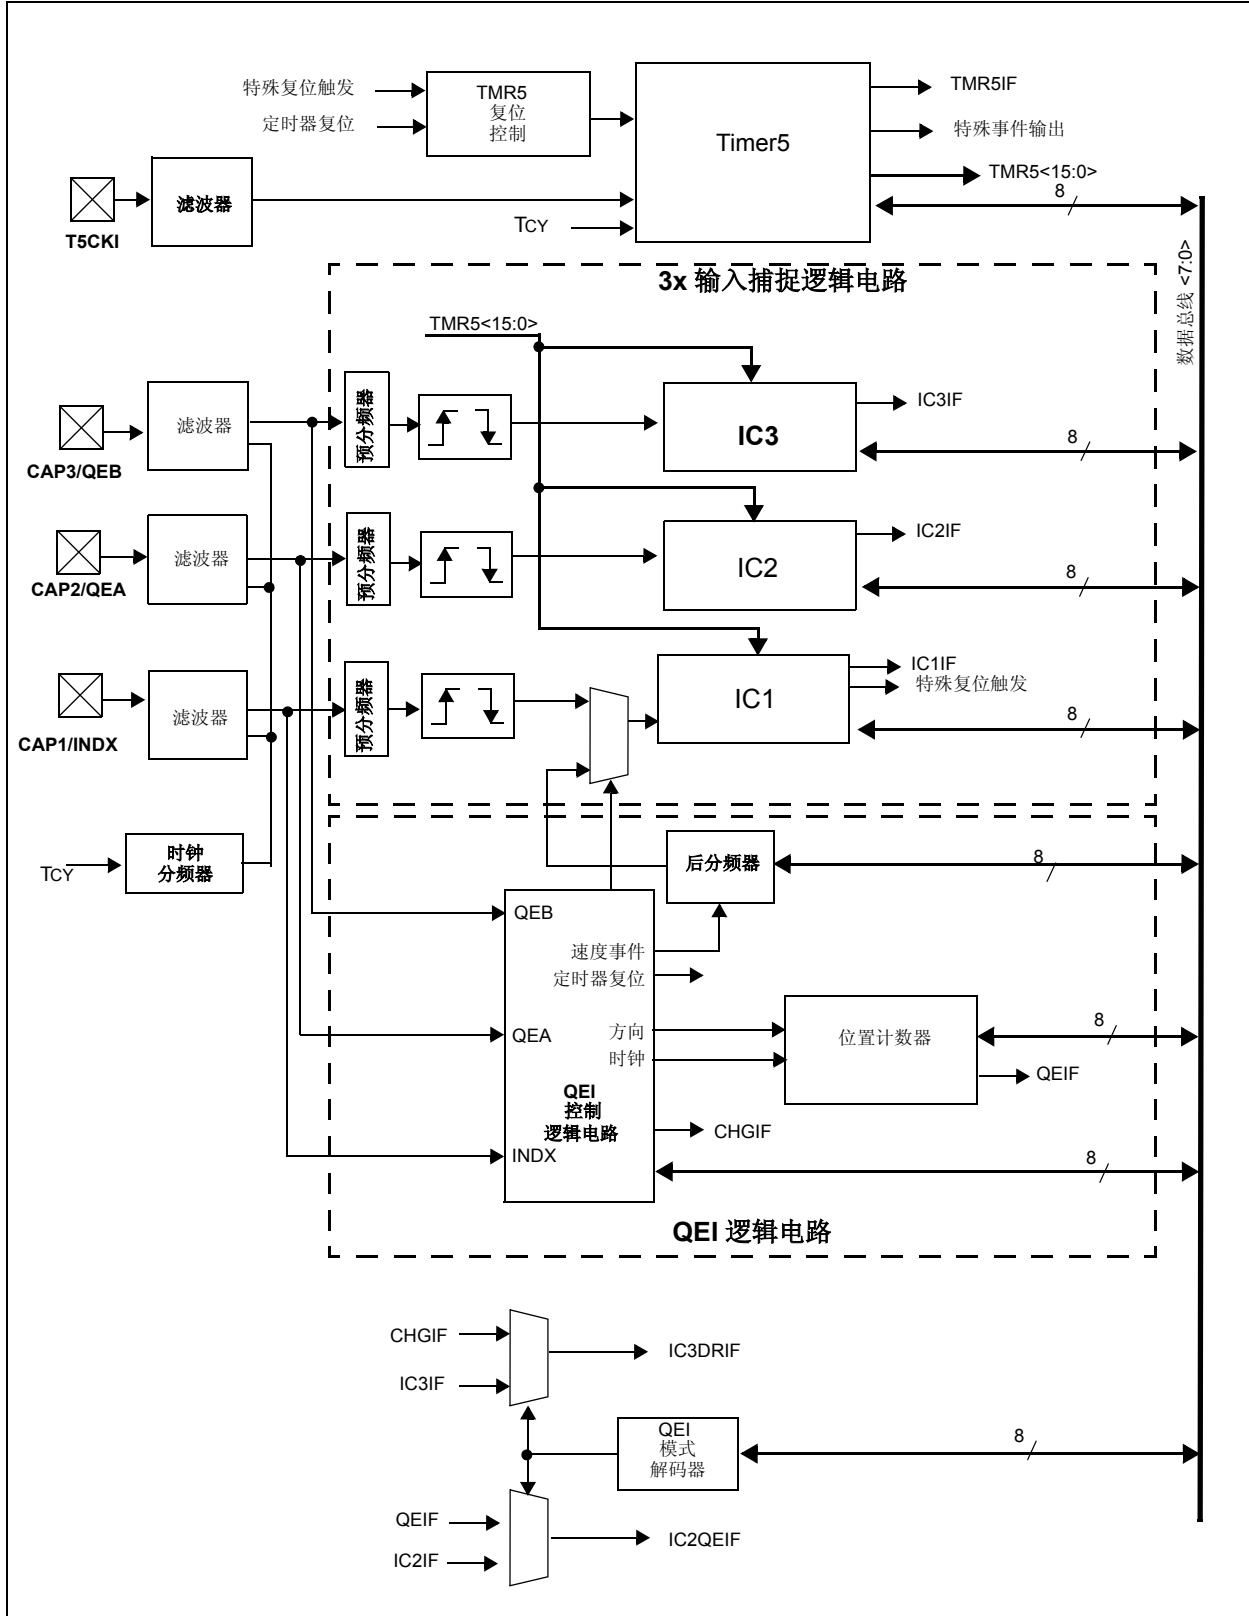 特殊复位触发
定时器复位
TMR5
复位
控制
Timer5
TMR5IF
特殊事件输出
TMR5<15:0>
8
T5CKI
滤波器
TCY
数据总线 <7:0>
3x 输入捕捉逻辑电路
TMR5<15:0>
CAP3/QEB
滤波器
预分频器
IC3
IC3IF
8
CAP2/QEA
滤波器
预分频器
IC2
IC2IF
8
CAP1/INDX
滤波器
预分频器
IC1
IC1IF
特殊复位触发
8
TCY
时钟
分频器
后分频器
8
QEB
速度事件
定时器复位
QEA
方向
时钟
位置计数器
8
QEIF
QEI
控制
逻辑电路
CHGIF
INDX
8
QEI 逻辑电路
CHGIF
IC3IF
IC3DRIF
QEI
模式
解码器
8
QEIF
IC2IF
IC2QEIF